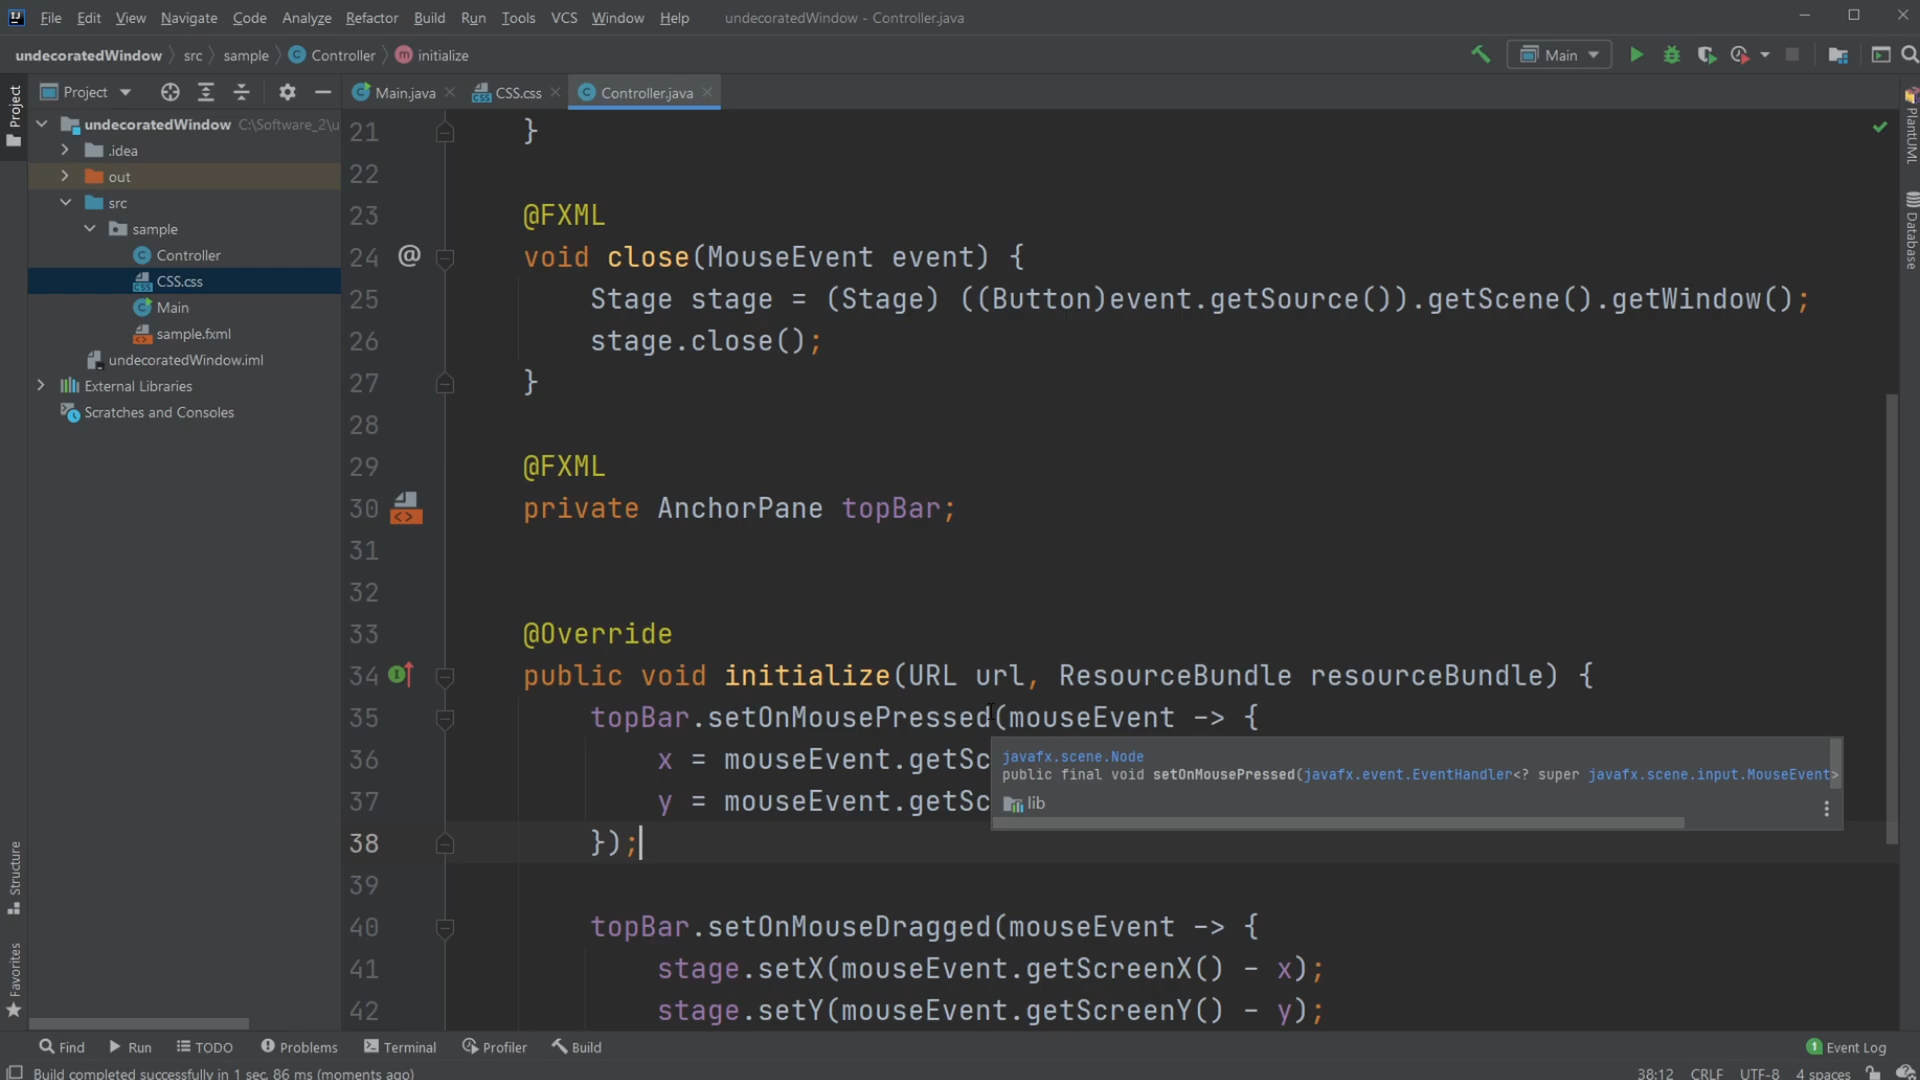 File Edit View Navigate Code Analyze Refactor Build Run Tools VCS Window Help undecoratedWindow - Controller.java
undecoratedWindow src sample Controller initialize Main
Project
Main.java CSS.css Controller.java
Project
undecoratedWindow C:\Software_2\u
.idea
out
src
sample
Controller
CSS.css
Main
sample.fxml
undecoratedWindow.iml
External Libraries
Scratches and Consoles
21 }
22
23 @FXML
24 @ void close(MouseEvent event) {
25 Stage stage = (Stage) ((Button)event.getSource()).getScene().getWindow();
26 stage.close();
27 }
28
29 @FXML
30 private AnchorPane topBar;
31
32
33 @Override
34 public void initialize(URL url, ResourceBundle resourceBundle) {
35 topBar.setOnMousePressed(mouseEvent -> {
36 x = mouseEvent.getSc
37 y = mouseEvent.getSc
javafx.scene.Node
public final void setOnMousePressed(javafx.event.EventHandler<? super javafx.scene.input.MouseEvent>
lib
38 });
39
40 topBar.setOnMouseDragged(mouseEvent -> {
41 stage.setX(mouseEvent.getScreenX() - x);
42 stage.setY(mouseEvent.getScreenY() - y);
PlantUML
Database
Structure
Favorites
Find Run TODO Problems Terminal Profiler Build 1 Event Log
Build completed successfully in 1 sec, 86 ms (moments ago) 38:12 CRLF UTF-8 4 spaces